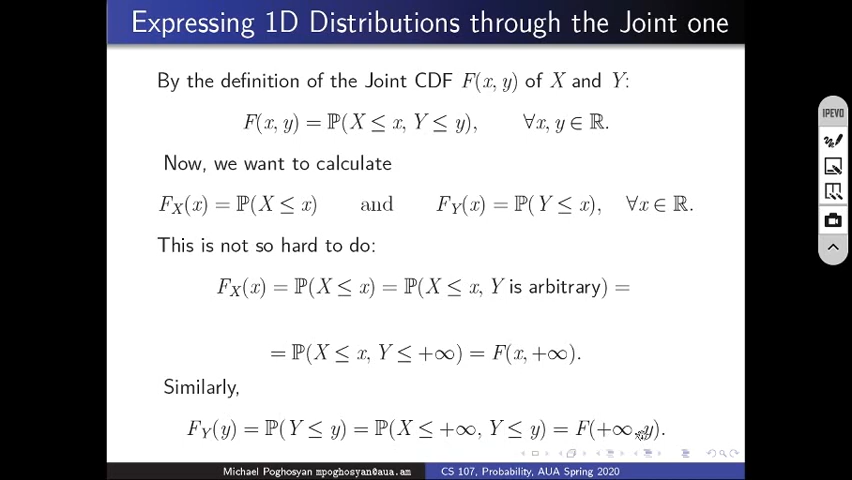 Expressing 1D Distributions through the Joint one
By the definition of the Joint CDF F(x, y) of X and Y:
F(x, y) = ℙ(X ≤ x, Y ≤ y), ∀x, y ∈ ℝ.
Now, we want to calculate
F_X(x) = ℙ(X ≤ x) and F_Y(x) = ℙ(Y ≤ x), ∀x ∈ ℝ.
This is not so hard to do:
F_X(x) = ℙ(X ≤ x) = ℙ(X ≤ x, Y is arbitrary) =
= ℙ(X ≤ x, Y ≤ +∞) = F(x, +∞).
Similarly,
F_Y(y) = ℙ(Y ≤ y) = ℙ(X ≤ +∞, Y ≤ y) = F(+∞, y).
Michael Poghosyan mpoghosyan@aua.am CS 107, Probability, AUA Spring 2020
IPEVO